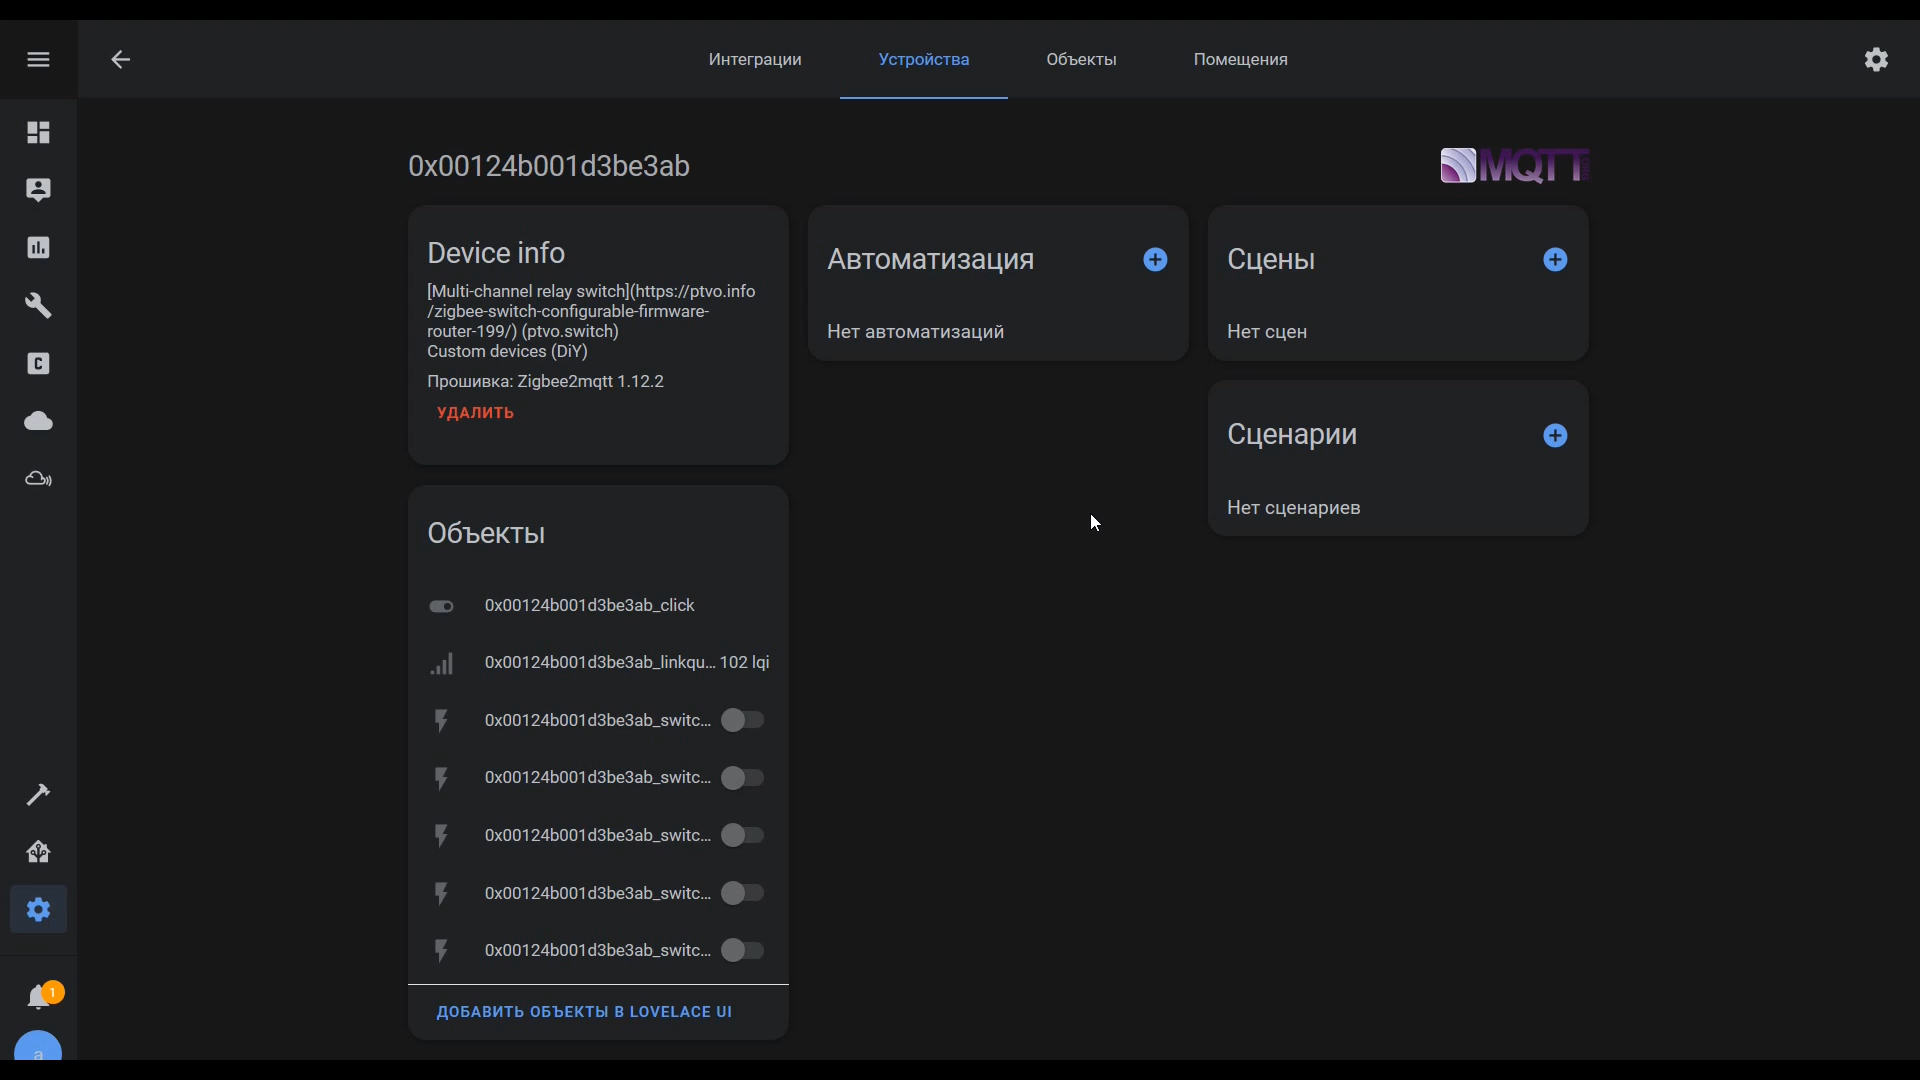 Интеграции
Устройства
Объекты
Помещения
0x00124b001d3be3ab
MQTT
Device info
[Multi-channel relay switch](https://ptvo.info
/zigbee-switch-configurable-firmware-
router-199/) (ptvo.switch)
Custom devices (DiY)
Прошивка: Zigbee2mqtt 1.12.2
УДАЛИТЬ
Автоматизация
Нет автоматизаций
Сцены
Нет сцен
Сценарии
Нет сценариев
Объекты
0x00124b001d3be3ab_click
0x00124b001d3be3ab_linkqu... 102 lqi
0x00124b001d3be3ab_switc...
0x00124b001d3be3ab_switc...
0x00124b001d3be3ab_switc...
0x00124b001d3be3ab_switc...
0x00124b001d3be3ab_switc...
ДОБАВИТЬ ОБЪЕКТЫ В LOVELACE UI
C
1
a